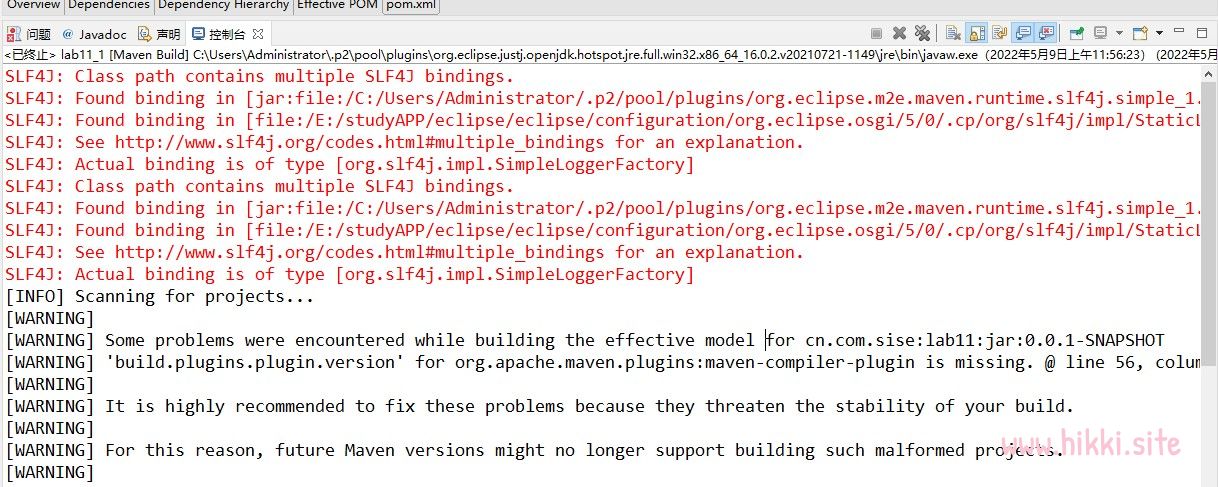 Overview Dependencies Dependency Hierarchy Effective POM pom.xml
问题 @ Javadoc 声明 控制台
<已终止> lab11_1 [Maven Build] C:\Users\Administrator\.p2\pool\plugins\org.eclipse.justj.openjdk.hotspot.jre.full.win32.x86_64_16.0.2.v20210721-1149\jre\bin\javaw.exe (2022年5月9日上午11:56:23) (2022年5月
SLF4J: Class path contains multiple SLF4J bindings.
SLF4J: Found binding in [jar:file:/C:/Users/Administrator/.p2/pool/plugins/org.eclipse.m2e.maven.runtime.slf4j.simple_1.
SLF4J: Found binding in [file:/E:/studyAPP/eclipse/eclipse/configuration/org.eclipse.osgi/5/0/.cp/org/slf4j/impl/StaticL
SLF4J: See http://www.slf4j.org/codes.html#multiple_bindings for an explanation.
SLF4J: Actual binding is of type [org.slf4j.impl.SimpleLoggerFactory]
SLF4J: Class path contains multiple SLF4J bindings.
SLF4J: Found binding in [jar:file:/C:/Users/Administrator/.p2/pool/plugins/org.eclipse.m2e.maven.runtime.slf4j.simple_1.
SLF4J: Found binding in [file:/E:/studyAPP/eclipse/eclipse/configuration/org.eclipse.osgi/5/0/.cp/org/slf4j/impl/StaticL
SLF4J: See http://www.slf4j.org/codes.html#multiple_bindings for an explanation.
SLF4J: Actual binding is of type [org.slf4j.impl.SimpleLoggerFactory]
[INFO] Scanning for projects...
[WARNING]
[WARNING] Some problems were encountered while building the effective model for cn.com.sise:lab11:jar:0.0.1-SNAPSHOT
[WARNING] 'build.plugins.plugin.version' for org.apache.maven.plugins:maven-compiler-plugin is missing. @ line 56, colum
[WARNING]
[WARNING] It is highly recommended to fix these problems because they threaten the stability of your build.
[WARNING]
[WARNING] For this reason, future Maven versions might no longer support building such malformed projects.
[WARNING]
www.hikki.site